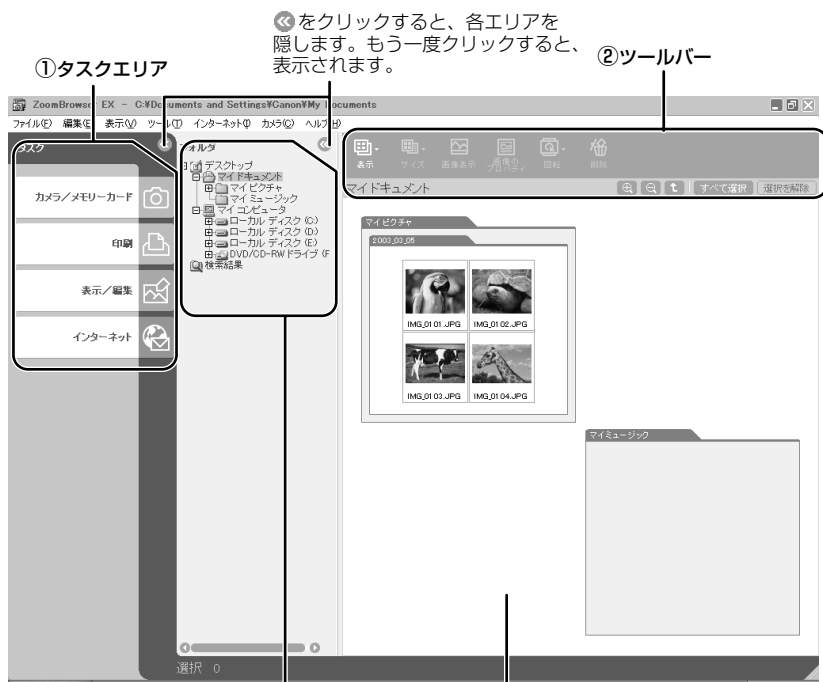 をクリックすると、各エリアを
隠します。もう一度クリックすると、
表示されます。
①タスクエリア
②ツールバー
ZoomBrowser EX - C:¥Documents and Settings¥Canon¥My Documents
ファイル(F) 編集(E) 表示(V) ツール(T) インターネット(I) カメラ(C) ヘルプ(H)
タスク
フォルダ
カメラ/メモリーカード
印刷
表示/編集
インターネット
デスクトップ
マイドキュメント
マイピクチャ
マイミュージック
マイコンピュータ
ローカル ディスク (C:)
ローカル ディスク (D:)
ローカル ディスク (E:)
DVD/CD-RWドライブ (F
検索結果
表示 サイズ 画像表示 画像のプロパティ 回転 削除
マイドキュメント
すべて選択 選択を解除
マイピクチャ
2003_03_05
IMG_0101.JPG IMG_0102.JPG
IMG_0103.JPG IMG_0104.JPG
マイミュージック
選択 0